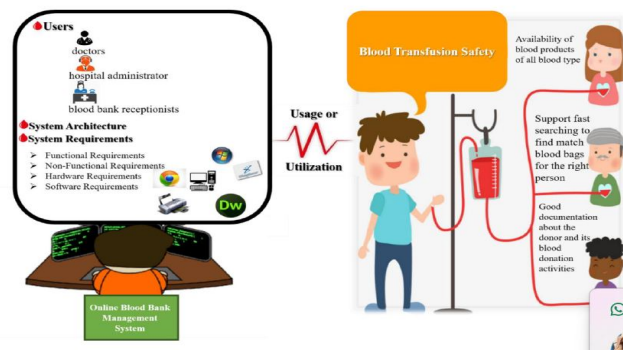 Users
doctors
hospital administrator
blood bank receptionists
System Architecture
System Requirements
Functional Requirements
Non-Functional Requirements
Hardware Requirements
Software Requirements
Dw
Online Blood Bank
Management
System
Usage or
Utilization
Blood Transfusion Safety
Availability of
blood products
of all blood type
Support fast
searching to
find match
blood bags
for the right
person
Good
documentation
about the
donor and its
blood
donation
activities